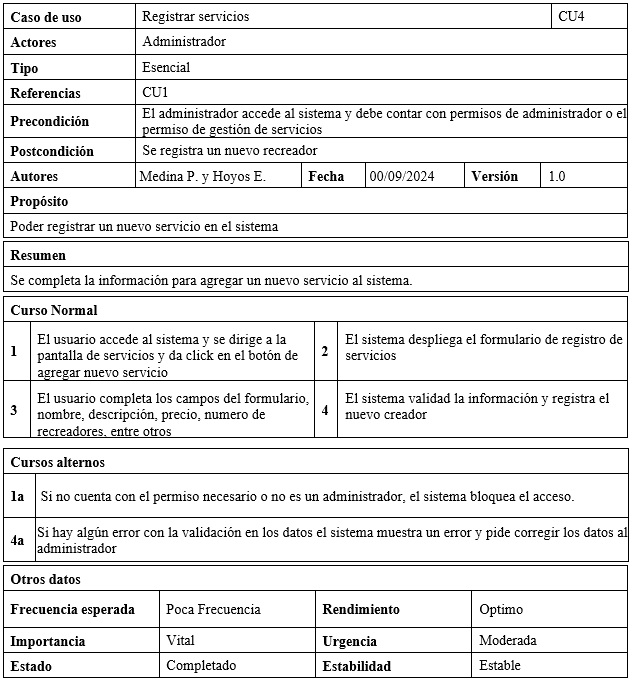 Caso de uso Registrar servicios CU4
Actores Administrador
Tipo Esencial
Referencias CU1
Precondición El administrador accede al sistema y debe contar con permisos de administrador o el
permiso de gestión de servicios
Postcondición Se registra un nuevo recreador
Autores Medina P. y Hoyos E. Fecha 00/09/2024 Versión 1.0
Propósito
Poder registrar un nuevo servicio en el sistema
Resumen
Se completa la información para agregar un nuevo servicio al sistema.
Curso Normal
1 El usuario accede al sistema y se dirige a la
pantalla de servicios y da click en el botón de
agregar nuevo servicio
2 El sistema despliega el formulario de registro de
servicios
3 El usuario completa los campos del formulario,
nombre, descripción, precio, numero de
recreadores, entre otros
4 El sistema validad la información y registra el
nuevo creador
Cursos alternos
1a Si no cuenta con el permiso necesario o no es un administrador, el sistema bloquea el acceso.
4a Si hay algún error con la validación en los datos el sistema muestra un error y pide corregir los datos al
administrador
Otros datos
Frecuencia esperada Poca Frecuencia Rendimiento Optimo
Importancia Vital Urgencia Moderada
Estado Completado Estabilidad Estable